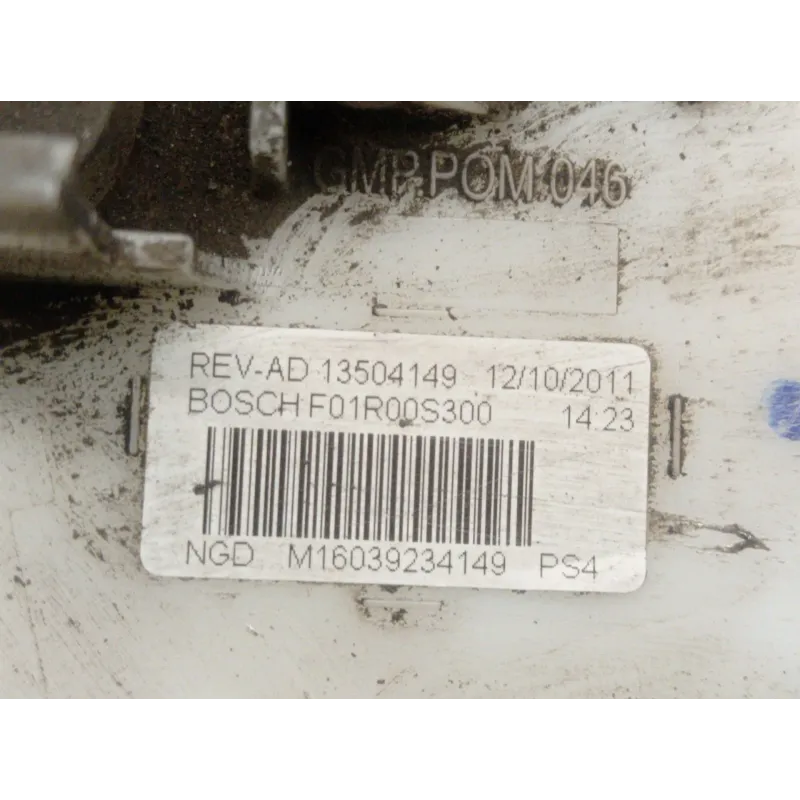 GMP.POM.046
REV-AD 13504149 12/10/2011
BOSCH F01R00S300 14:23
NGD M16039234149 PS4